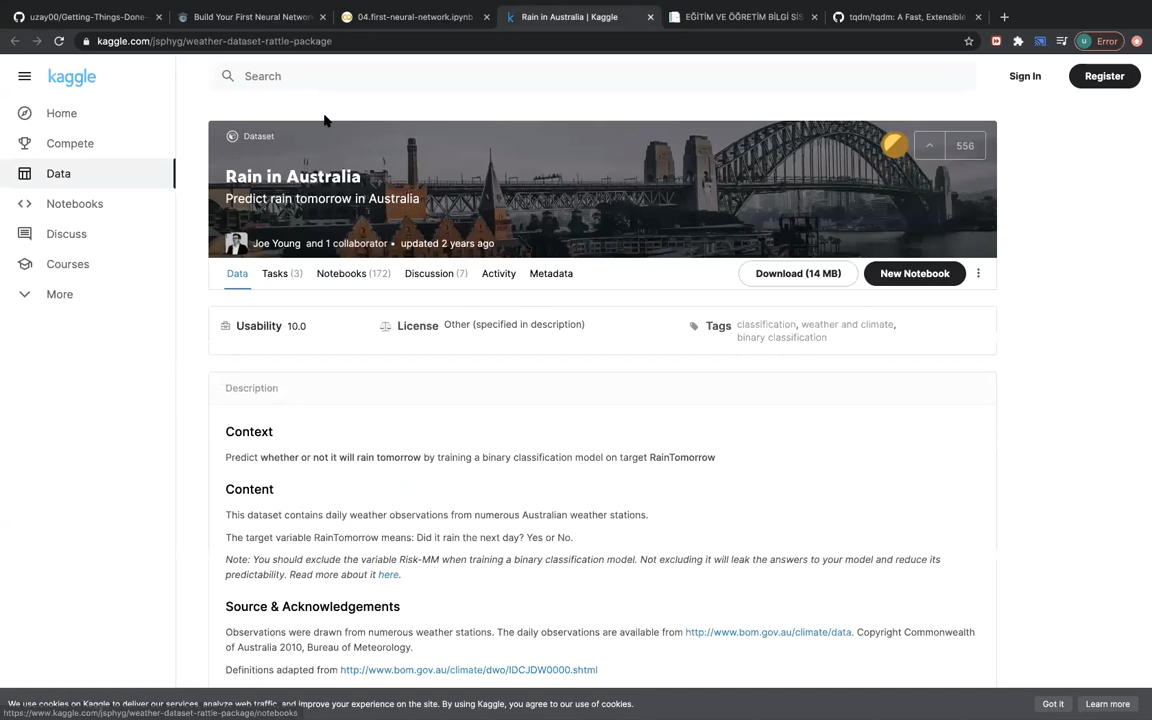 uzay00/Getting-Things-Done-
Build Your First Neural Network
04.first-neural-network.ipynb
Rain in Australia | Kaggle
EĞİTİM VE ÖĞRETİM BİLGİ SİS
tqdm/tqdm: A Fast, Extensible
kaggle.com/jsphyg/weather-dataset-rattle-package
u Error
kaggle
Search
Sign In
Register
Home
Compete
Data
Notebooks
Discuss
Courses
More
Dataset
556
Rain in Australia
Predict rain tomorrow in Australia
Joe Young and 1 collaborator • updated 2 years ago
Data Tasks (3) Notebooks (172) Discussion (7) Activity Metadata Download (14 MB) New Notebook
Usability 10.0 License Other (specified in description) Tags classification, weather and climate,
binary classification
Description
Context
Predict whether or not it will rain tomorrow by training a binary classification model on target RainTomorrow
Content
This dataset contains daily weather observations from numerous Australian weather stations.
The target variable RainTomorrow means: Did it rain the next day? Yes or No.
Note: You should exclude the variable Risk-MM when training a binary classification model. Not excluding it will leak the answers to your model and reduce its
predictability. Read more about it here.
Source & Acknowledgements
Observations were drawn from numerous weather stations. The daily observations are available from http://www.bom.gov.au/climate/data. Copyright Commonwealth
of Australia 2010, Bureau of Meteorology.
Definitions adapted from http://www.bom.gov.au/climate/dwo/IDCJDW0000.shtml
We use cookies on Kaggle to deliver our services, analyze web traffic, and improve your experience on the site. By using Kaggle, you agree to our use of cookies.
Got it
Learn more
https://www.kaggle.com/jsphyg/weather-dataset-rattle-package/notebooks